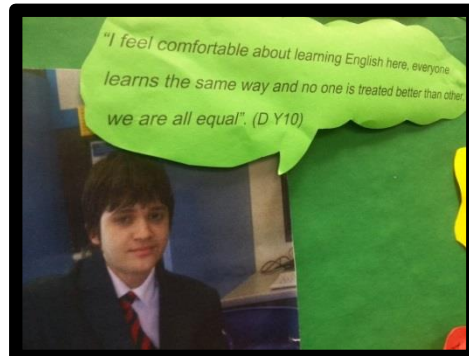 “I feel comfortable about learning English here, everyone
learns the same way and no one is treated better than other
we are all equal”. (D Y10)